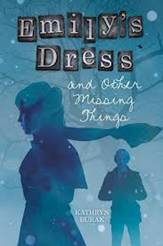 Emily's
Dress
and Other
Missing
Things
KATHRYN
BURAK